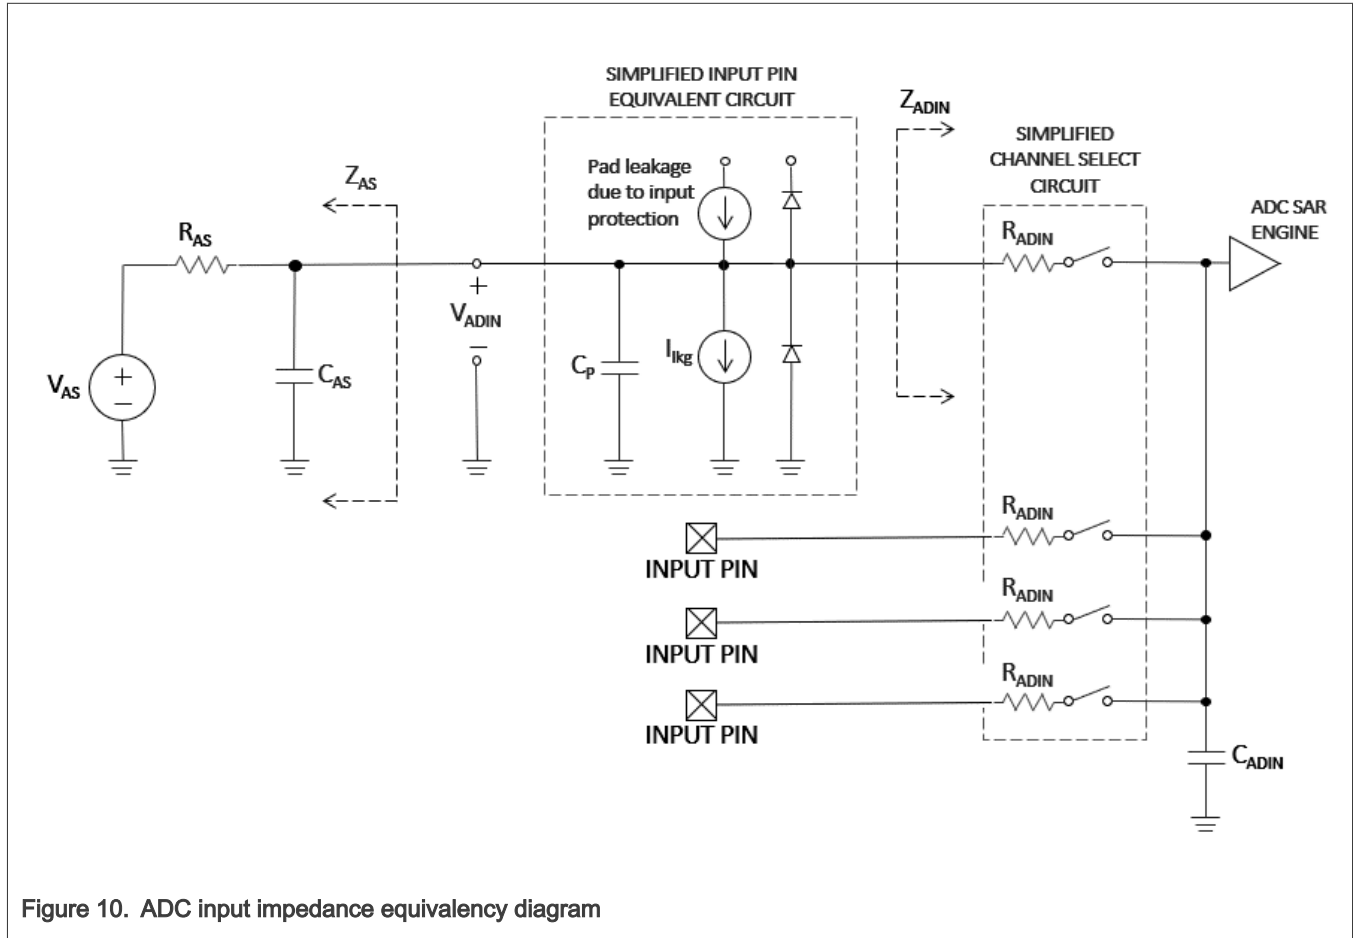 SIMPLIFIED INPUT PIN
EQUIVALENT CIRCUIT
Z_ADIN
SIMPLIFIED
CHANNEL SELECT
CIRCUIT
Pad leakage
due to input
protection
Z_AS
ADC SAR
ENGINE
R_AS
R_ADIN
+
V_ADIN
−
V_AS
+
−
C_AS
C_P
I_lkg
R_ADIN
INPUT PIN
R_ADIN
INPUT PIN
R_ADIN
INPUT PIN
C_ADIN
Figure 10. ADC input impedance equivalency diagram